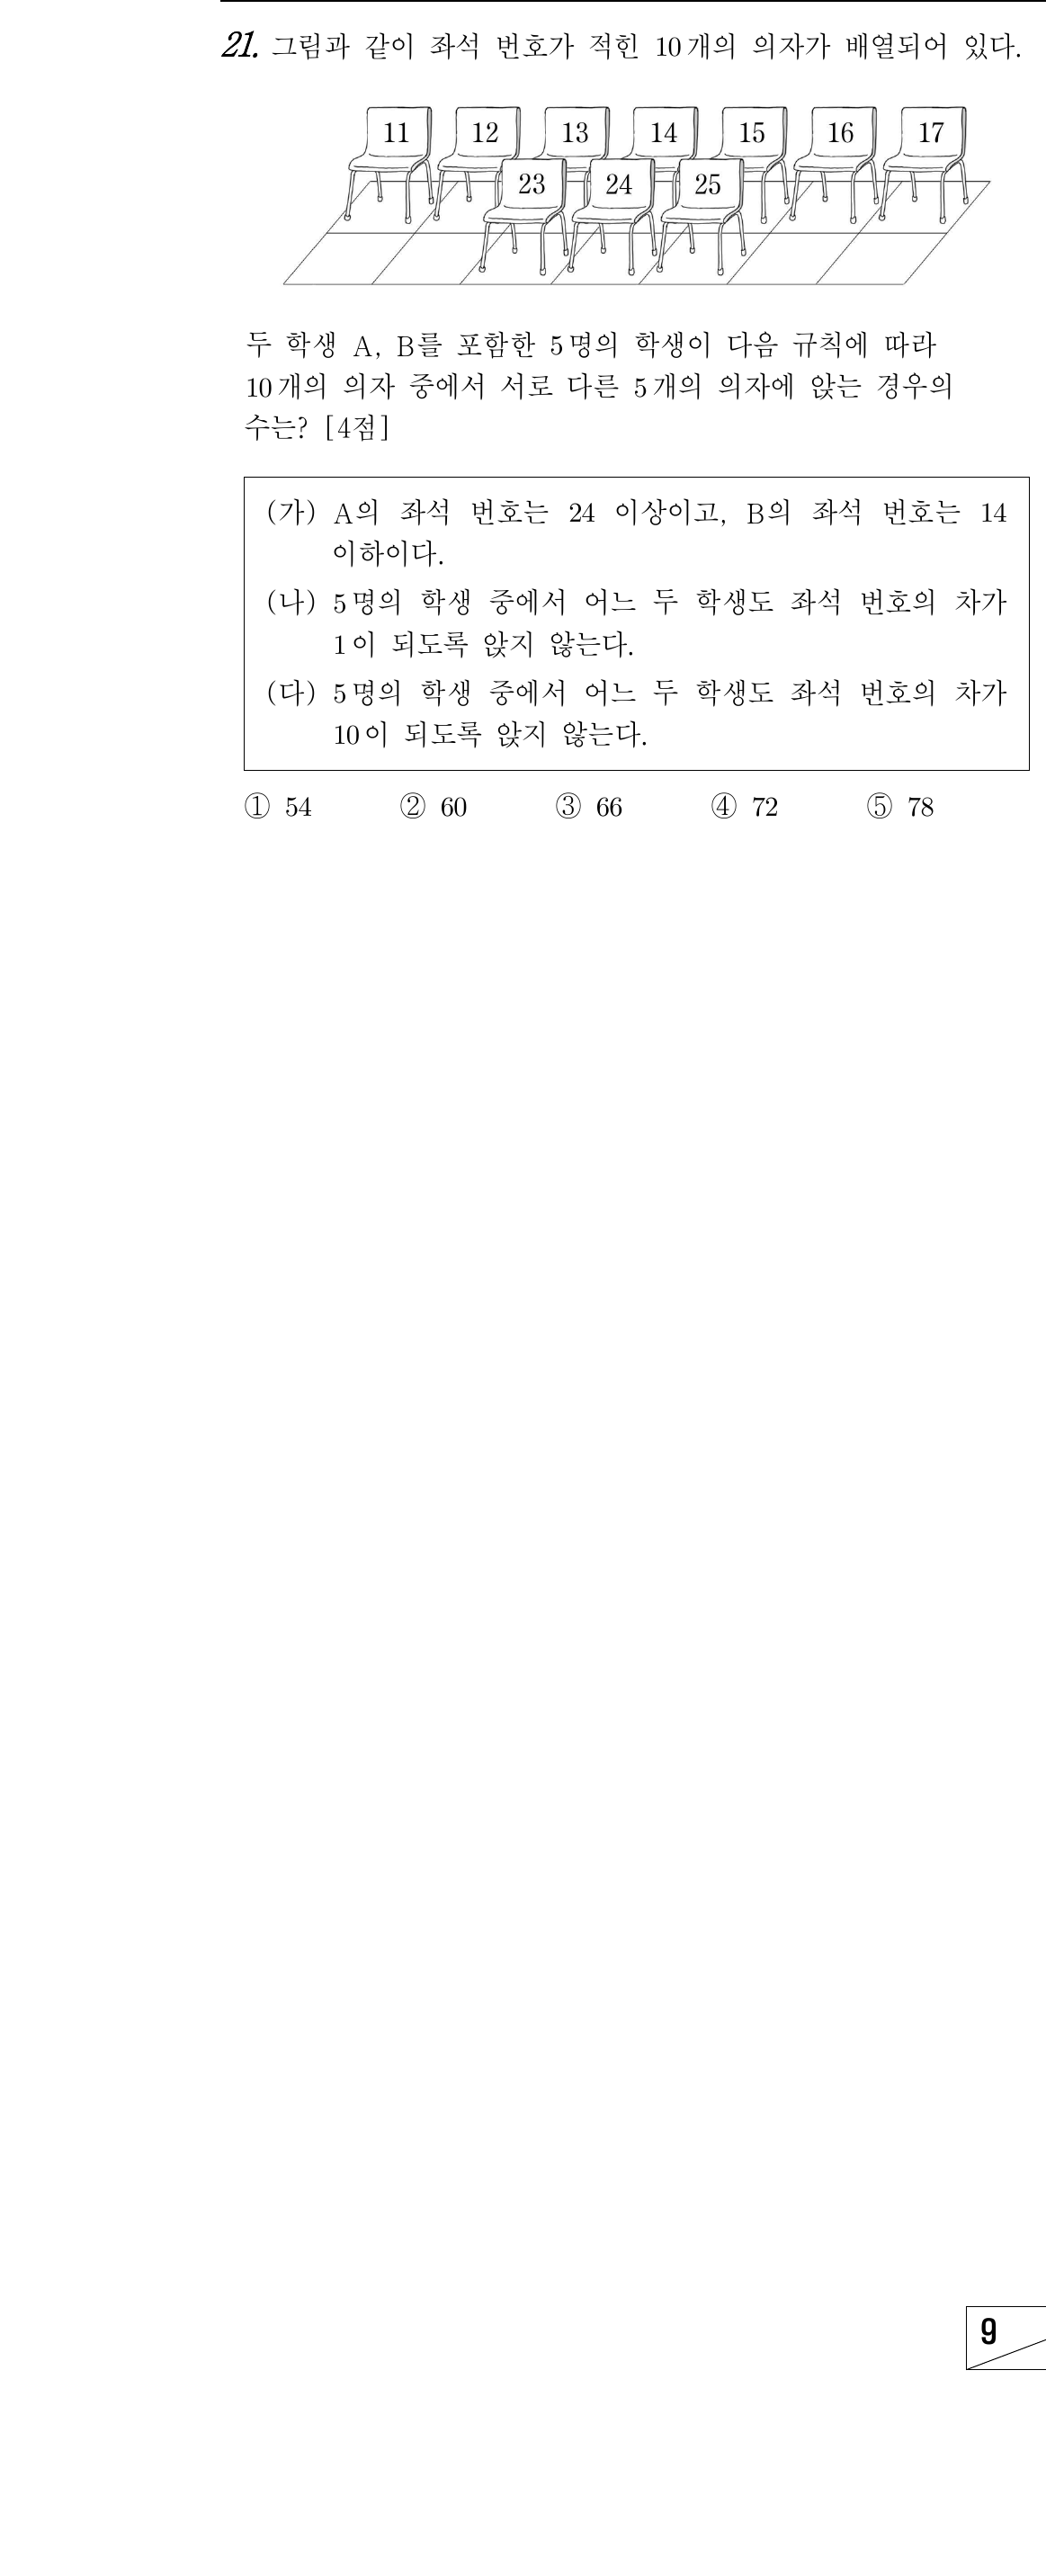 21. 그림과 같이 좌석 번호가 적힌 10개의 의자가 배열되어 있다.
11 12 13 14 15 16 17
23 24 25
두 학생 A, B를 포함한 5명의 학생이 다음 규칙에 따라
10개의 의자 중에서 서로 다른 5개의 의자에 앉는 경우의
수는? [4점]
(가) A의 좌석 번호는 24 이상이고, B의 좌석 번호는 14
이하이다.
(나) 5명의 학생 중에서 어느 두 학생도 좌석 번호의 차가
1이 되도록 앉지 않는다.
(다) 5명의 학생 중에서 어느 두 학생도 좌석 번호의 차가
10이 되도록 앉지 않는다.
① 54 ② 60 ③ 66 ④ 72 ⑤ 78
9